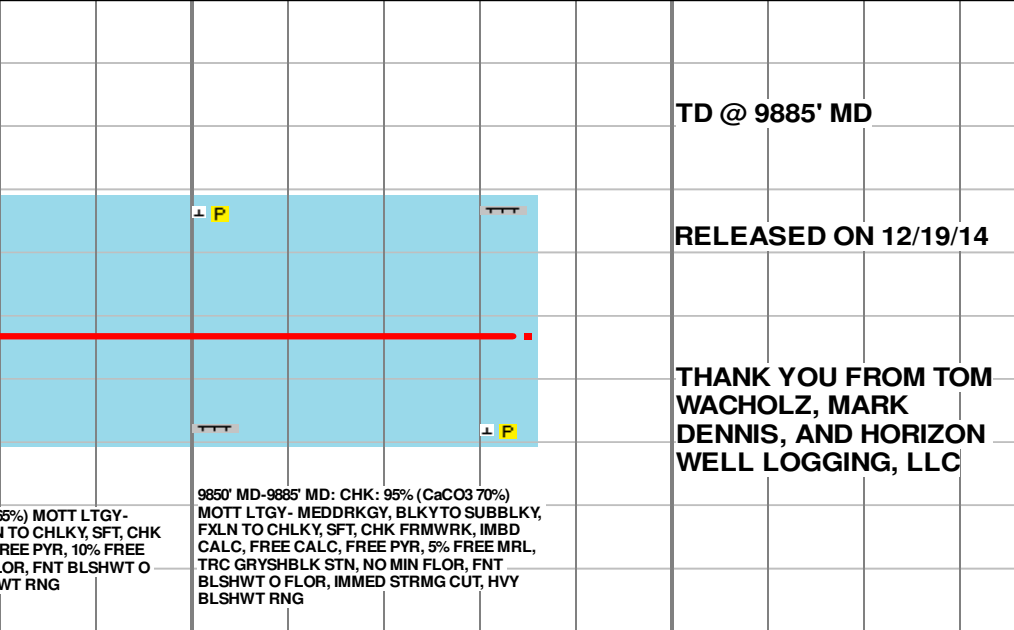 TD @ 9885' MD
RELEASED ON 12/19/14
THANK YOU FROM TOM
WACHOLZ, MARK
DENNIS, AND HORIZON
WELL LOGGING, LLC
P
P
5%) MOTT LTGY-
TO CHLKY, SFT, CHK
FREE PYR, 10% FREE
FLOR, FNT BLSHWT O
WT RNG
9850' MD-9885' MD: CHK: 95% (CaCO3 70%)
MOTT LTGY- MEDDRKGY, BLKYTO SUBBLKY,
FXLN TO CHLKY, SFT, CHK FRMWRK, IMBD
CALC, FREE CALC, FREE PYR, 5% FREE MRL,
TRC GRYSHBLK STN, NO MIN FLOR, FNT
BLSHWT O FLOR, IMMED STRMG CUT, HVY
BLSHWT RNG